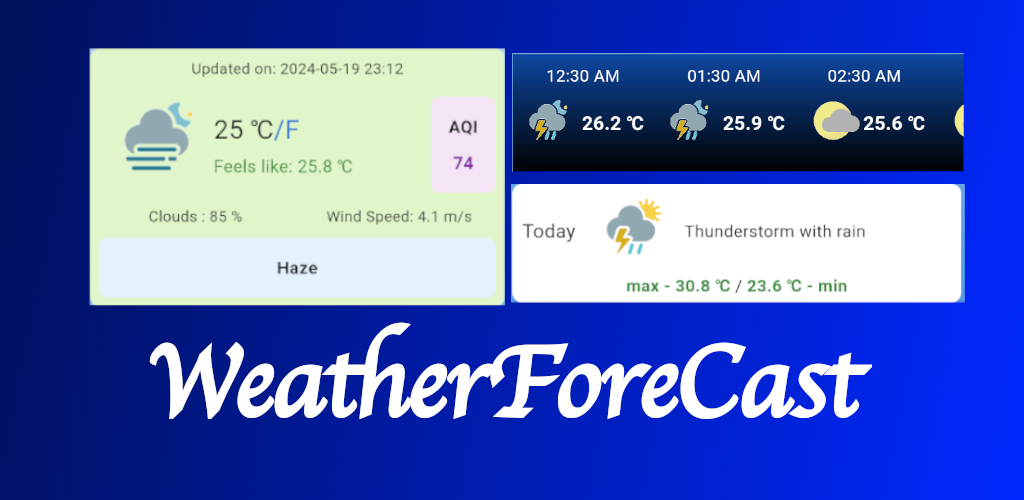 Updated on: 2024-05-19 23:12
25 ℃/F
Feels like: 25.8 ℃
AQI
74
Clouds : 85 %
Wind Speed: 4.1 m/s
Haze
12:30 AM
01:30 AM
02:30 AM
26.2 ℃
25.9 ℃
25.6 ℃
Today
Thunderstorm with rain
max - 30.8 ℃ / 23.6 ℃ - min
WeatherForeCast